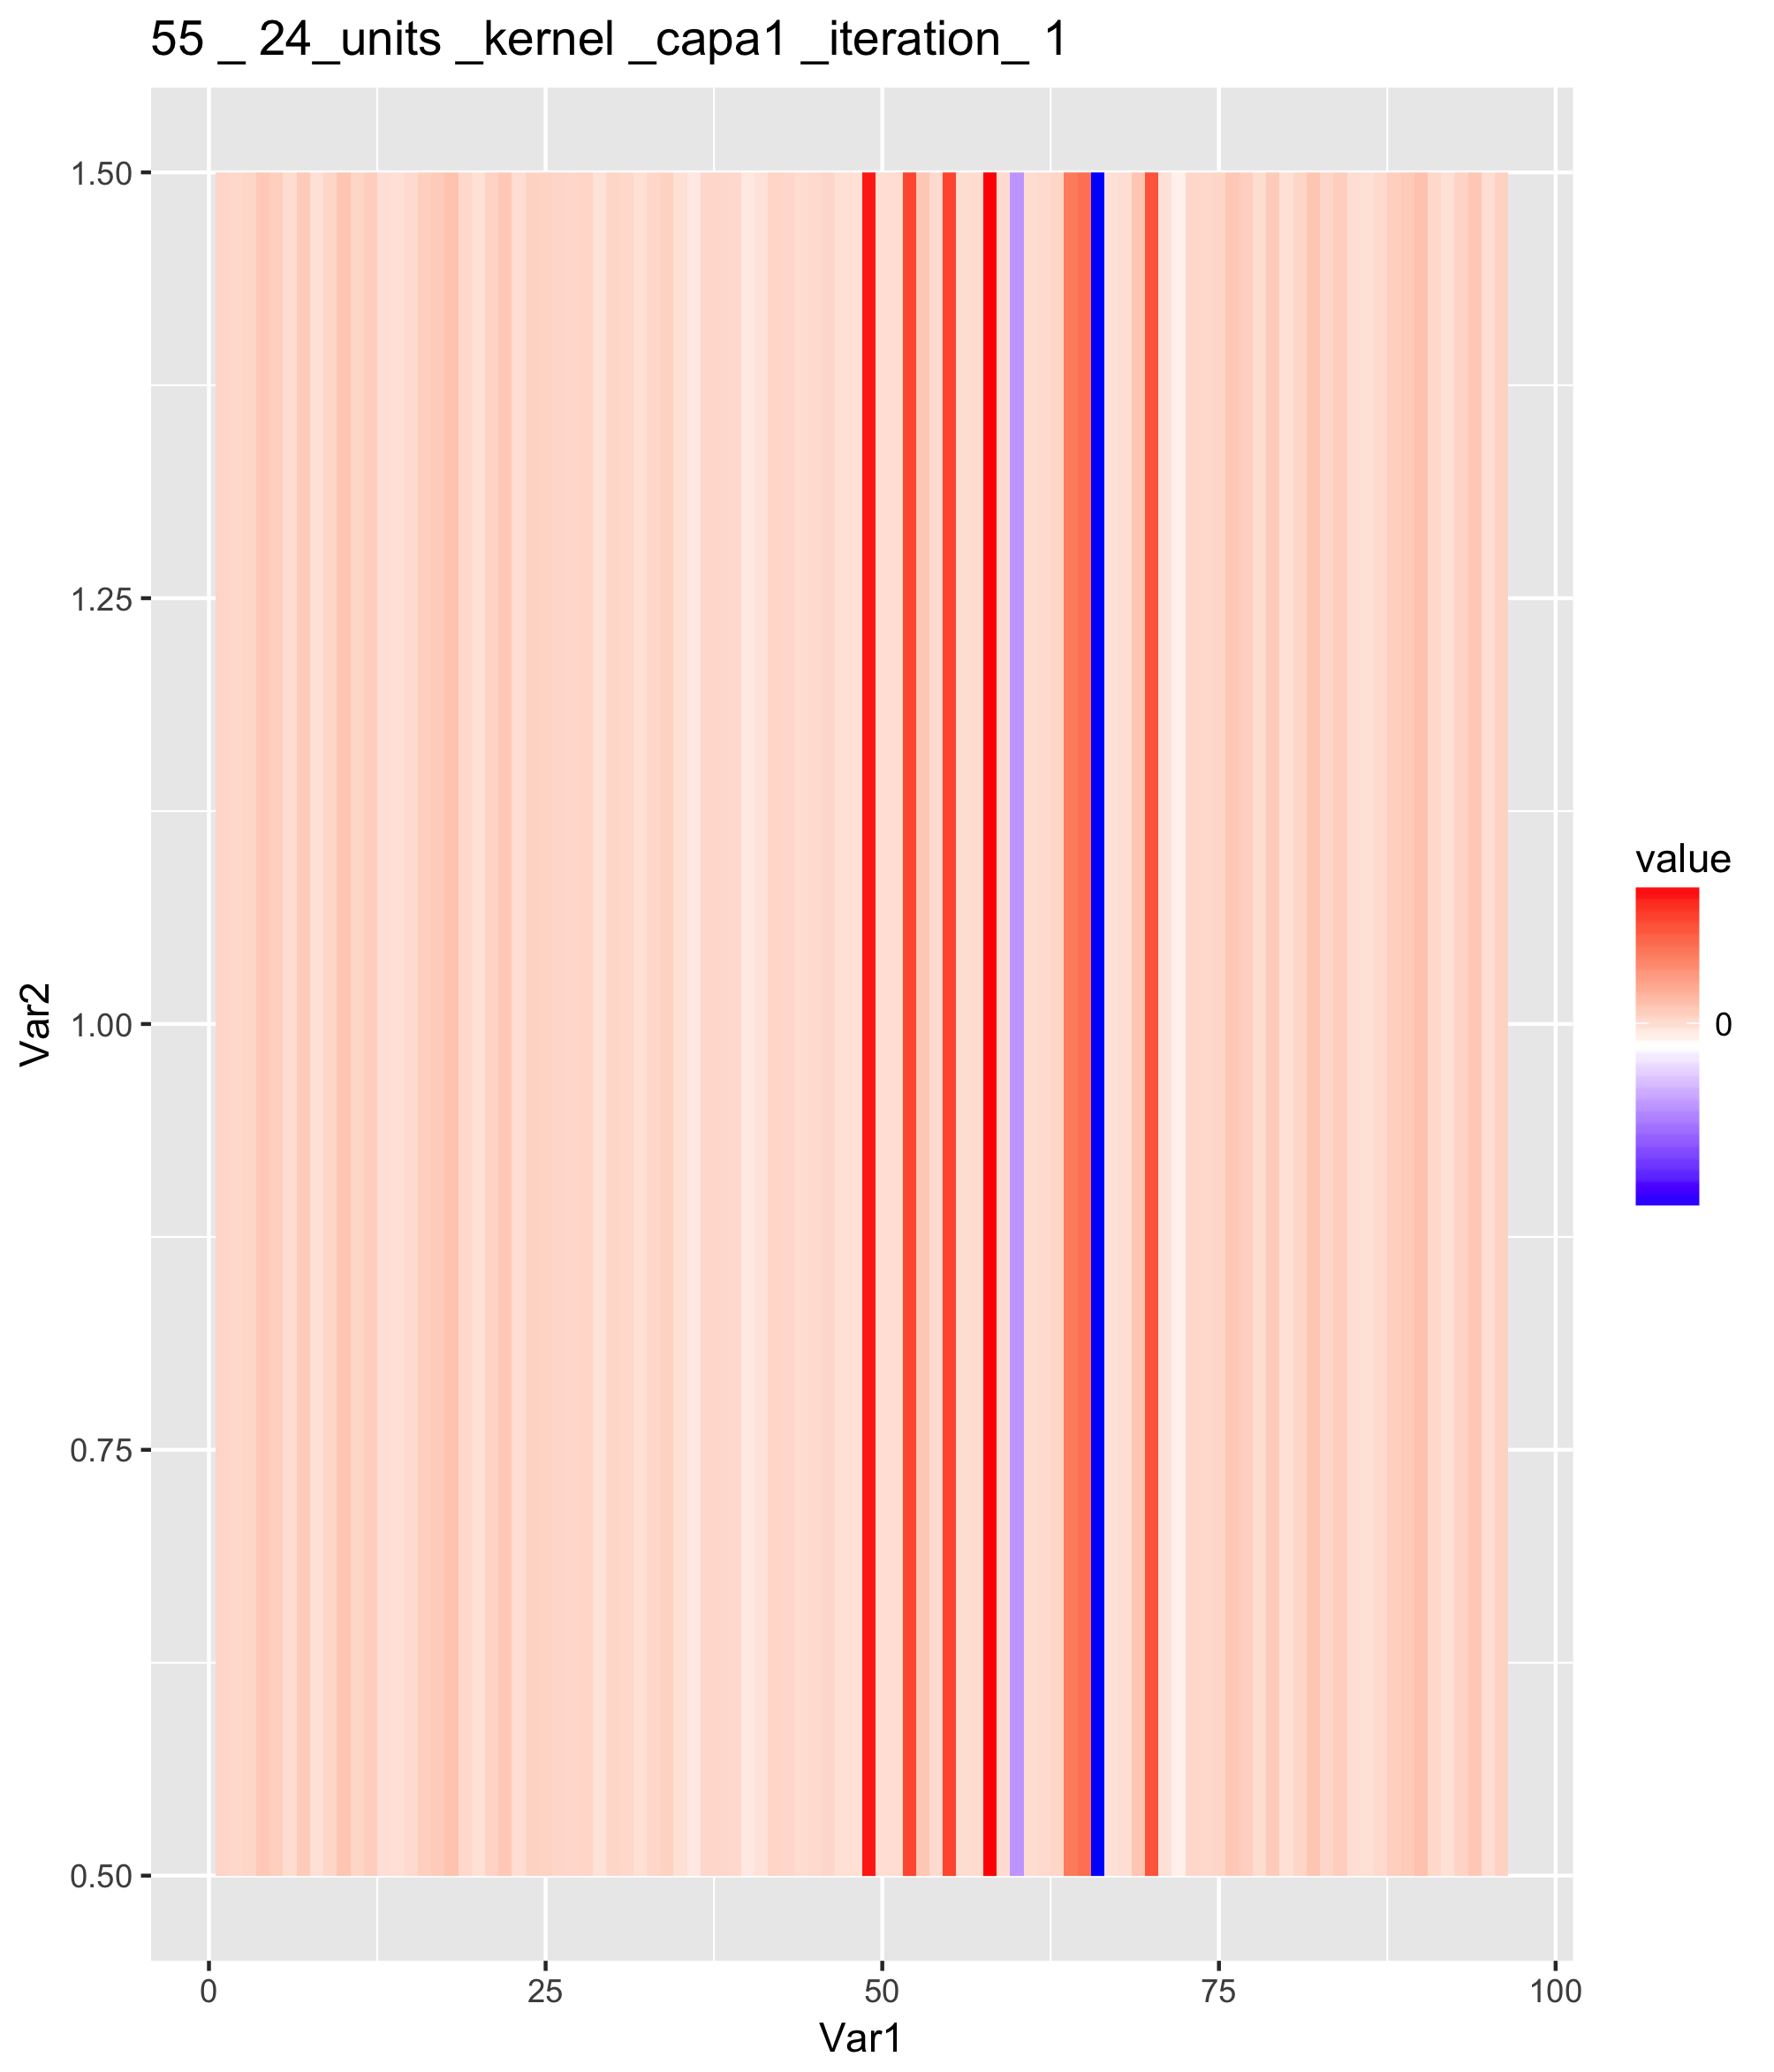 55 _ 24_units _kernel _capa1 _iteration_ 1
1.50
1.25
1.00
0.75
0.50
Var2
0
25
50
75
100
Var1
value
0